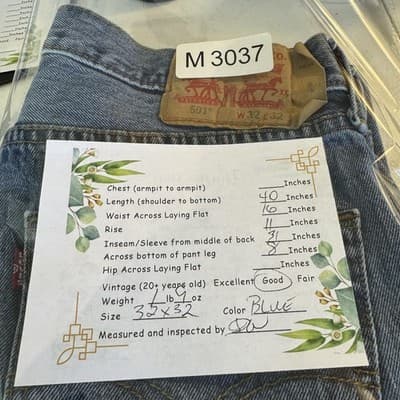 M 3037
501 W 32 L 32
Chest (armpit to armpit) ____Inches
Length (shoulder to bottom) 40 Inches
Waist Across Laying Flat 16 Inches
Rise 11 Inches
Inseam/Sleeve from middle of back 31 Inches
Across bottom of pant leg 8 Inches
Hip Across Laying Flat ____Inches
Vintage (20+ years old) Excellent Good Fair
Weight 1 lb 9 oz
Size 32x32 Color BLUE
Measured and inspected by